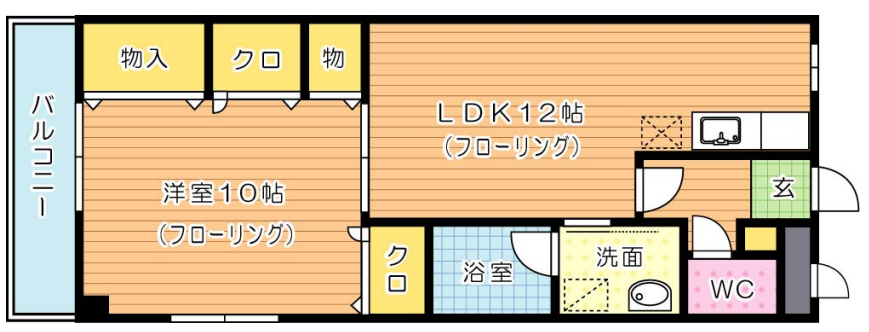 物入
クロ
物
バルコニー
LDK12帖
(フローリング)
洋室10帖
(フローリング)
玄
クロ
浴室
洗面
WC